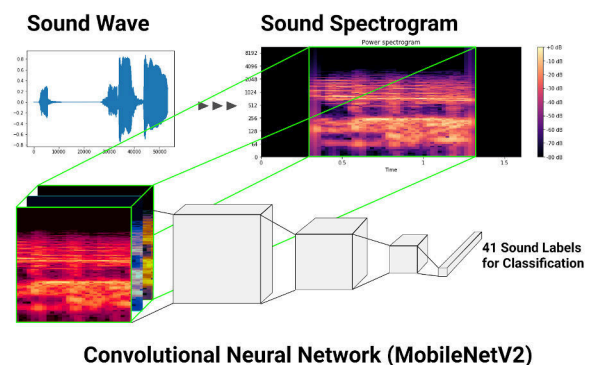 Sound Wave
Sound Spectrogram
Power spectrogram
0.8
0.6
0.4
0.2
0.0
−0.2
−0.4
−0.6
−0.8
0
10000
20000
30000
40000
50000
8192
4096
2048
1024
512
256
128
64
0
0
0.5
1
1.5
Time
+0 dB
-10 dB
-20 dB
-30 dB
-40 dB
-50 dB
-60 dB
-70 dB
-80 dB
41 Sound Labels
for Classification
Convolutional Neural Network (MobileNetV2)